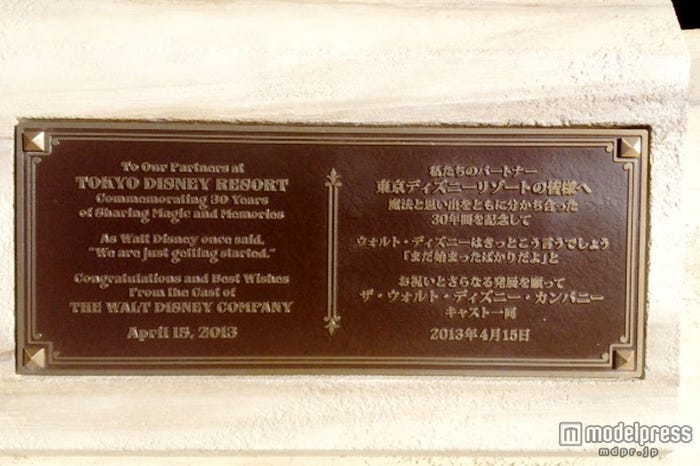 To Our Partners at
TOKYO DISNEY RESORT
Commemorating 30 Years
of Sharing Magic and Memories
As Walt Disney once said,
"We are just getting started."
Congratulations and Best Wishes
From the Cast of
THE WALT DISNEY COMPANY
April 15, 2013
私たちのパートナー
東京ディズニーリゾートの皆様へ
魔法と思い出をともに分かち合った
30年間を記念して
ウォルト・ディズニーはきっとこう言うでしょう
「まだ始まったばかりだよ」と
お祝いとさらなる発展を願って
ザ・ウォルト・ディズニー・カンパニー
キャスト一同
2013年4月15日
modelpress
mdpr.jp